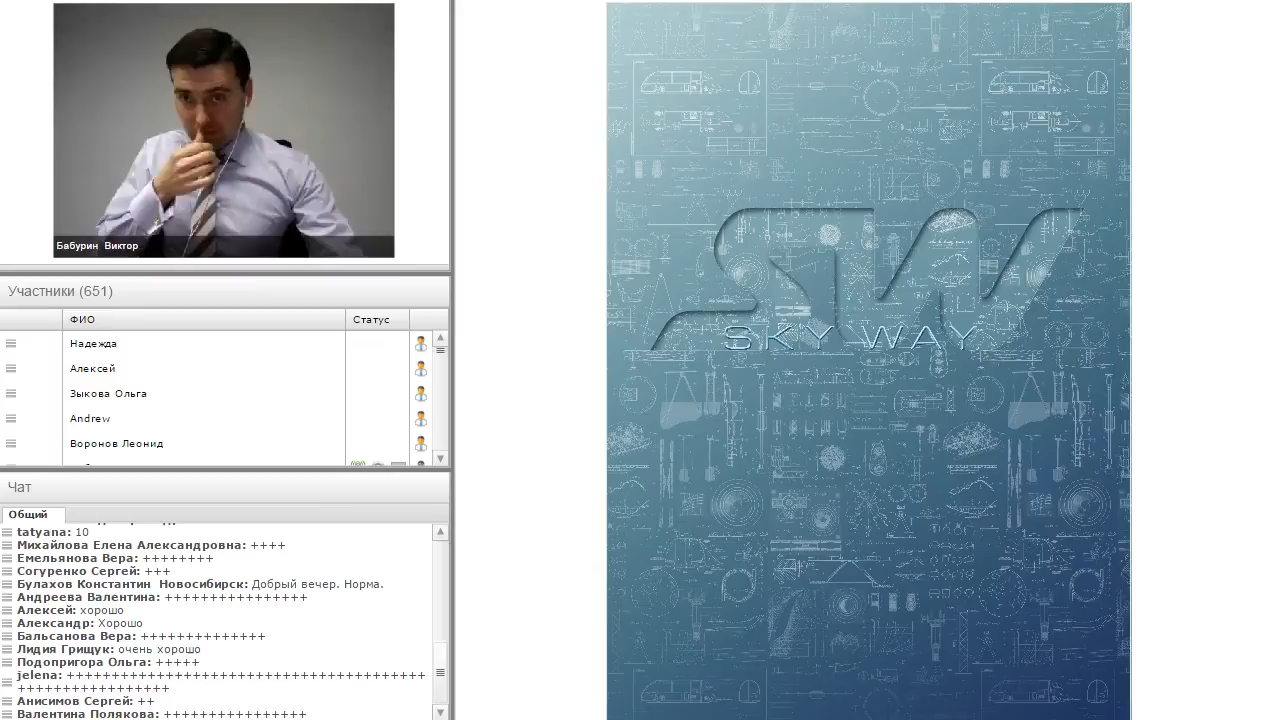 Бабурин Виктор
Участники (651)
ФИО
Статус
Надежда
Алексей
Зыкова Ольга
Andrew
Воронов Леонид
Чат
Общий
tatyana: 10
Михайлова Елена Александровна: ++++
Емельянова Вера: ++++++++
Согуренко Сергей: +++
Булахов Константин Новосибирск: Добрый вечер. Норма.
Андреева Валентина: ++++++++++++++++
Алексей: хорошо
Александр: Хорошо
Бальсанова Вера: ++++++++++++++
Лидия Грищук: очень хорошо
Подопригора Ольга: +++++
jelena: ++++++++++++++++++++++++++++++++++++++++
+++++++++++++++++
Анисимов Сергей: ++
Валентина Полякова: ++++++++++++++++
SW
SKY WAY